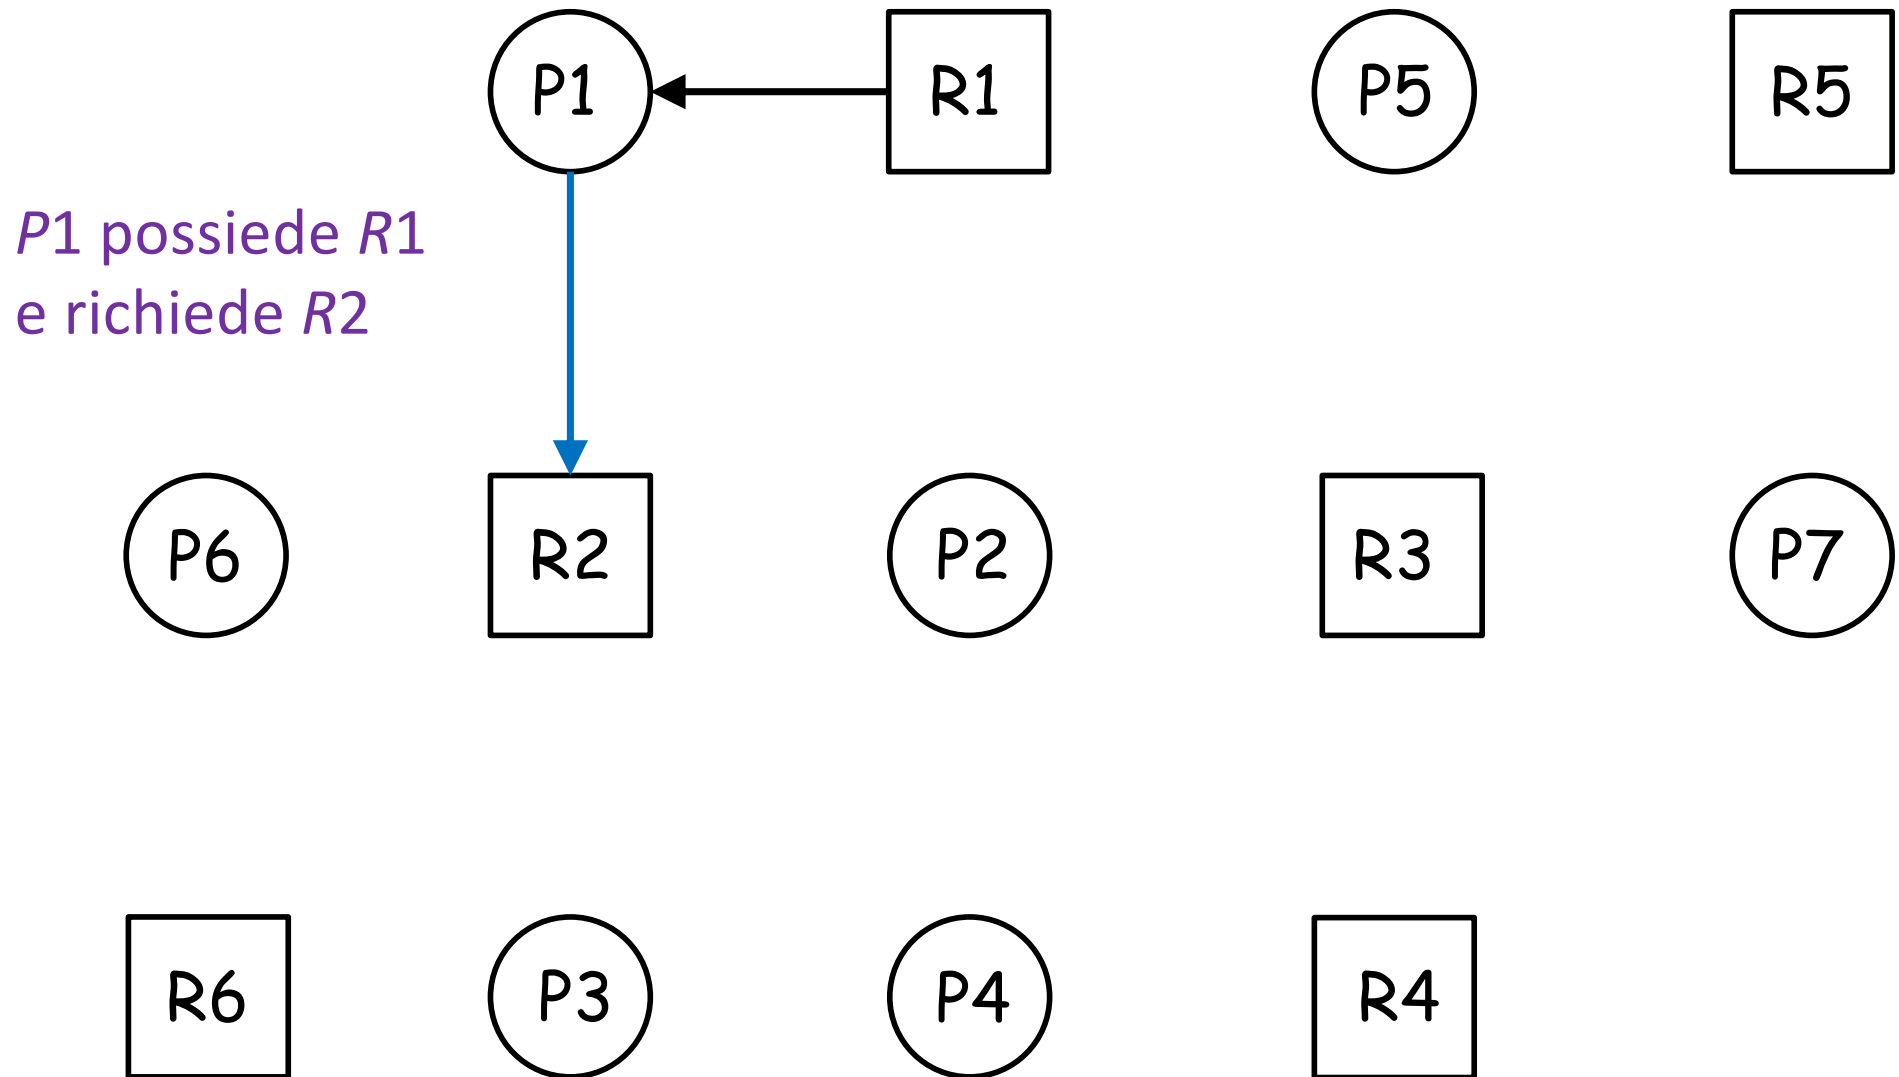 P1 R1 P5 R5
P1 possiede R1
e richiede R2
P6 R2 P2 R3 P7
R6 P3 P4 R4